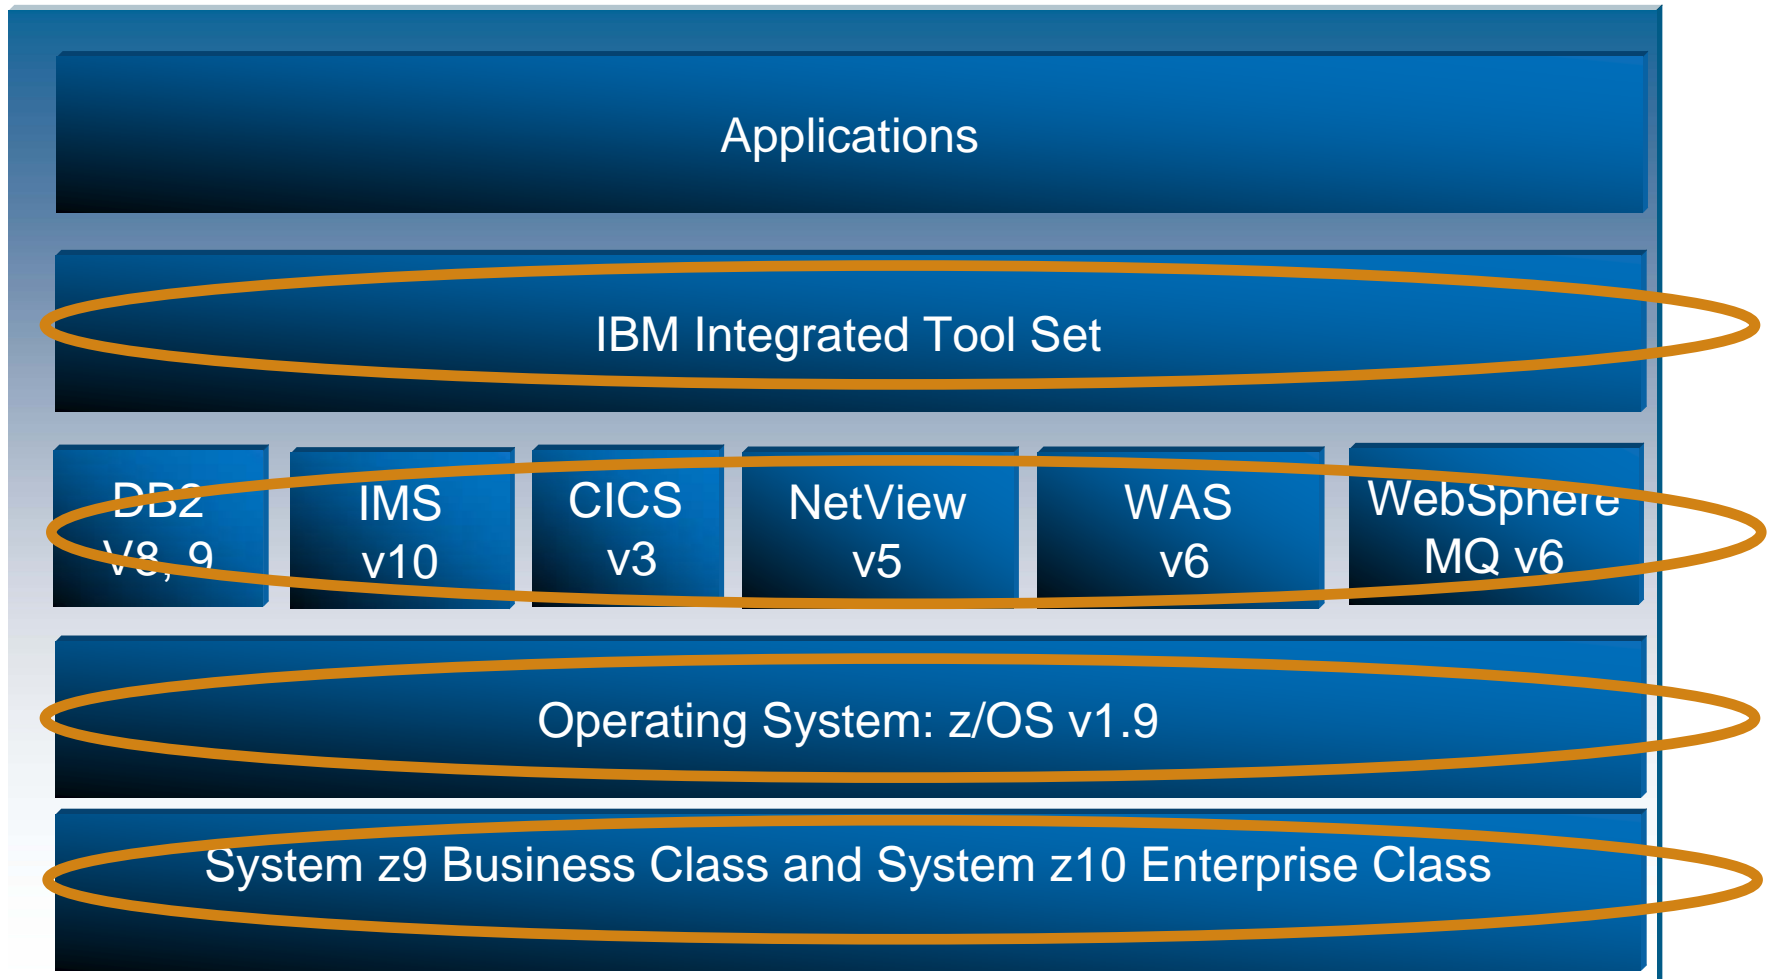 Applications
IBM Integrated Tool Set
DB2
V8, 9
IMS
v10
CICS
v3
NetView
v5
WAS
v6
WebSphere
MQ v6
Operating System: z/OS v1.9
System z9 Business Class and System z10 Enterprise Class